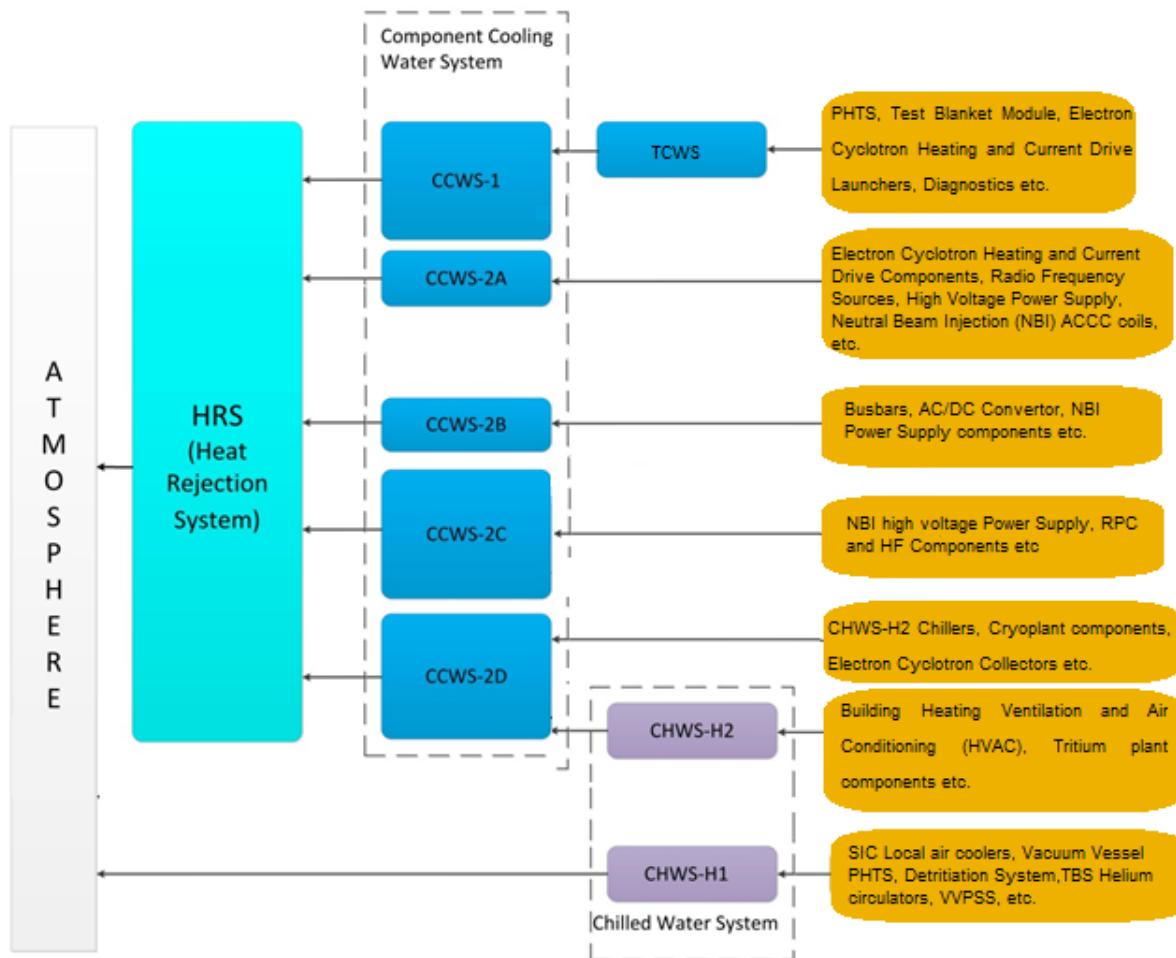 Component Cooling
Water System
ATMOSPHERE
HRS
(Heat
Rejection
System)
CCWS-1
TCWS
PHTS, Test Blanket Module, Electron
Cyclotron Heating and Current Drive
Launchers, Diagnostics etc.
CCWS-2A
Electron Cyclotron Heating and Current
Drive Components, Radio Frequency
Sources, High Voltage Power Supply,
Neutral Beam Injection (NBI) ACCC coils,
etc.
CCWS-2B
Busbars, AC/DC Convertor, NBI
Power Supply components etc.
CCWS-2C
NBI high voltage Power Supply, RPC
and HF Components etc
CCWS-2D
CHWS-H2 Chillers, Cryoplant components,
Electron Cyclotron Collectors etc.
CHWS-H2
Building Heating Ventilation and Air
Conditioning (HVAC), Tritium plant
components etc.
CHWS-H1
SIC Local air coolers, Vacuum Vessel
PHTS, Detritiation System,TBS Helium
circulators, VVPSS, etc.
Chilled Water System